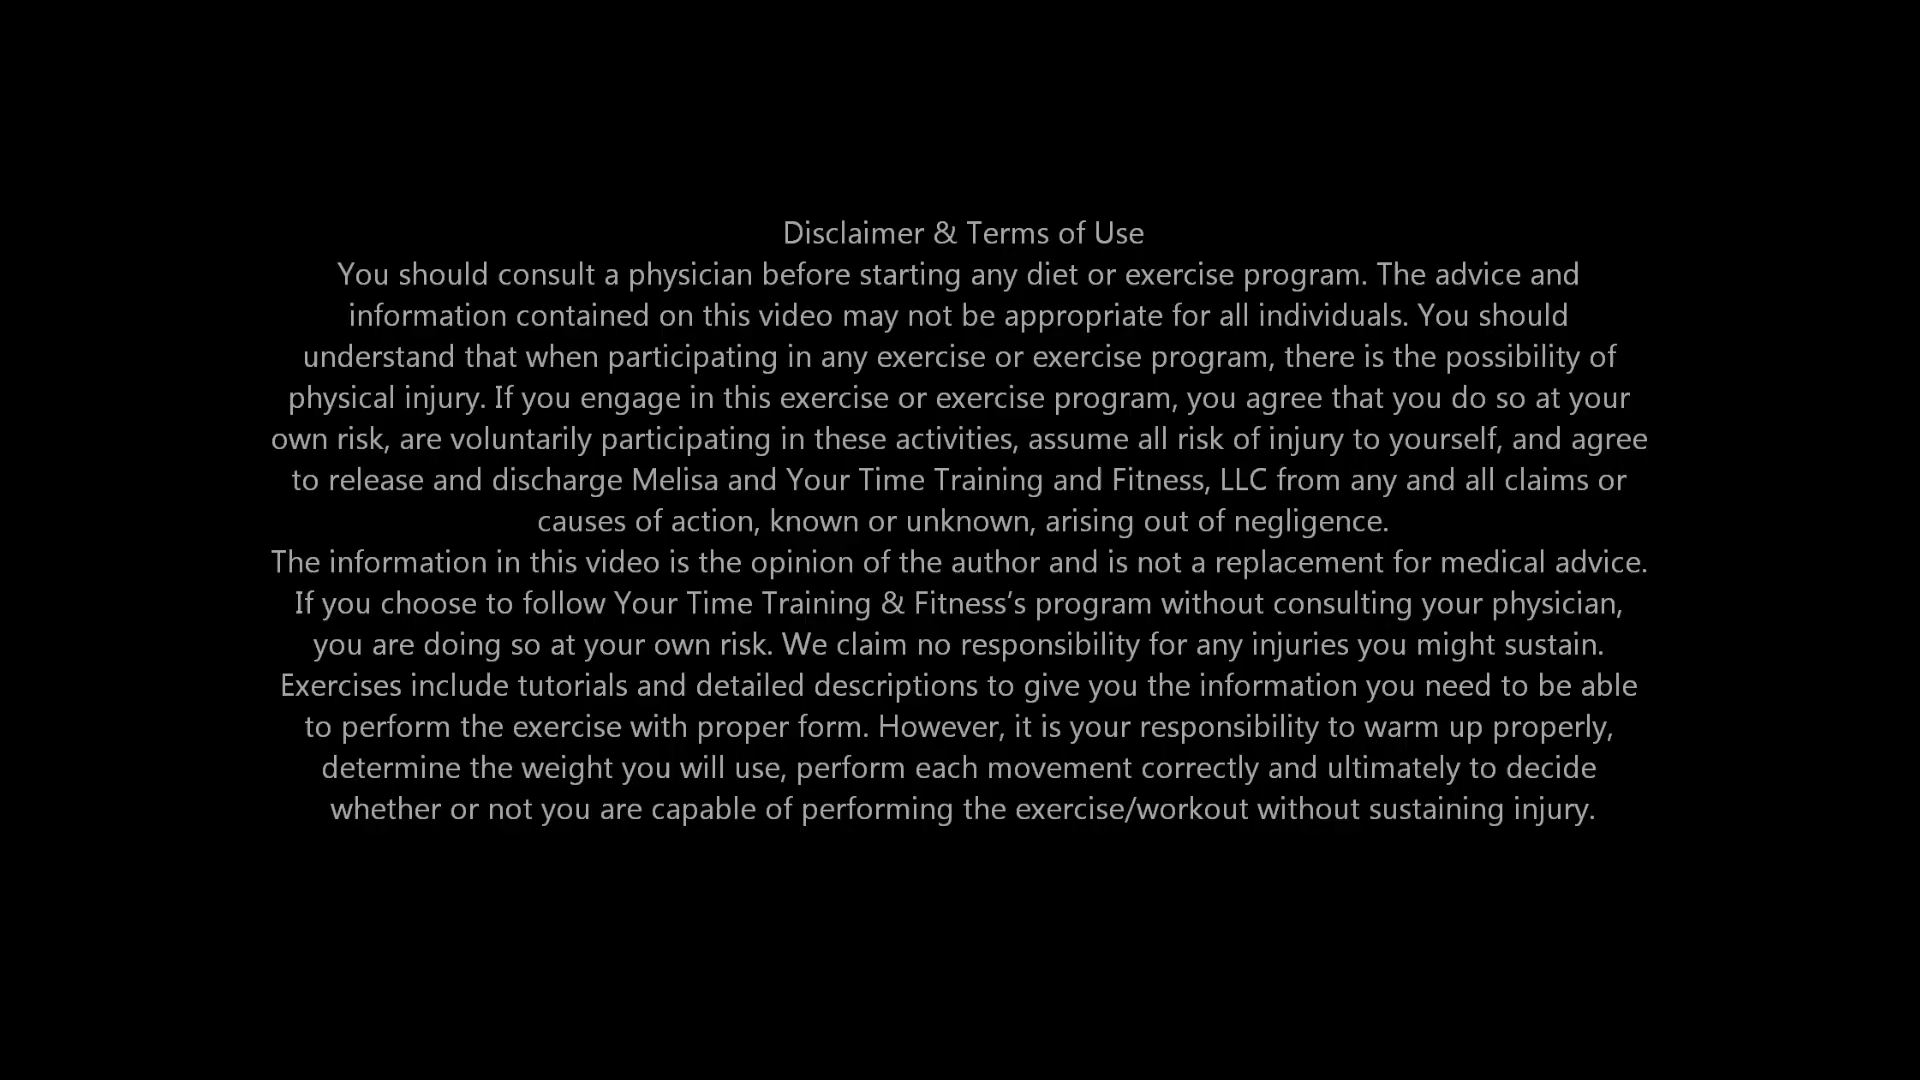 Disclaimer & Terms of Use
You should consult a physician before starting any diet or exercise program. The advice and
information contained on this video may not be appropriate for all individuals. You should
understand that when participating in any exercise or exercise program, there is the possibility of
physical injury. If you engage in this exercise or exercise program, you agree that you do so at your
own risk, are voluntarily participating in these activities, assume all risk of injury to yourself, and agree
to release and discharge Melisa and Your Time Training and Fitness, LLC from any and all claims or
causes of action, known or unknown, arising out of negligence.
The information in this video is the opinion of the author and is not a replacement for medical advice.
If you choose to follow Your Time Training & Fitness’s program without consulting your physician,
you are doing so at your own risk. We claim no responsibility for any injuries you might sustain.
Exercises include tutorials and detailed descriptions to give you the information you need to be able
to perform the exercise with proper form. However, it is your responsibility to warm up properly,
determine the weight you will use, perform each movement correctly and ultimately to decide
whether or not you are capable of performing the exercise/workout without sustaining injury.